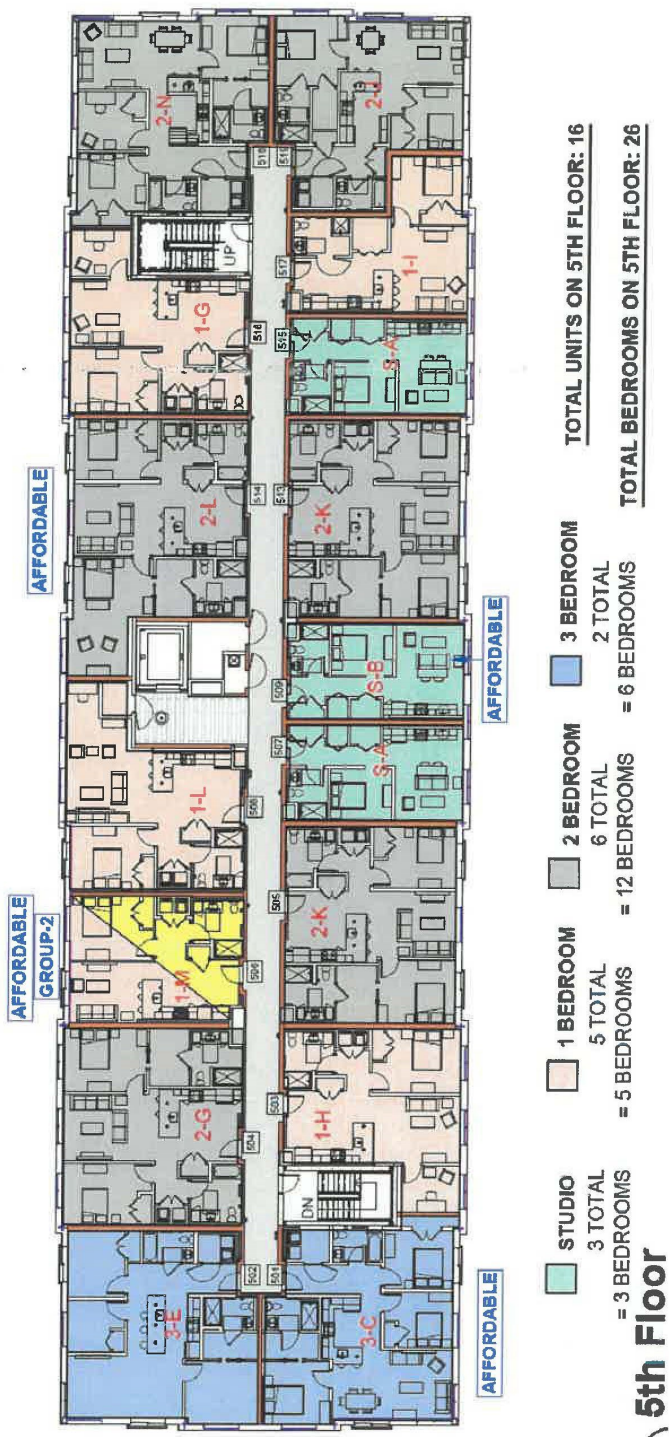 AFFORDABLE
GROUP-2
AFFORDABLE
3-E
2-G
1-M
1-L
2-L
1-G
UP
2-N
502
504
506
508
514
516
518
501
503
505
507
509
513
515
517
519
DN
3-C
1-H
2-K
S-A
S-B
2-K
S-A
1-I
AFFORDABLE
AFFORDABLE
STUDIO
3 TOTAL
= 3 BEDROOMS
1 BEDROOM
5 TOTAL
= 5 BEDROOMS
2 BEDROOM
6 TOTAL
= 12 BEDROOMS
3 BEDROOM
2 TOTAL
= 6 BEDROOMS
TOTAL UNITS ON 5TH FLOOR: 16
TOTAL BEDROOMS ON 5TH FLOOR: 26
5th Floor